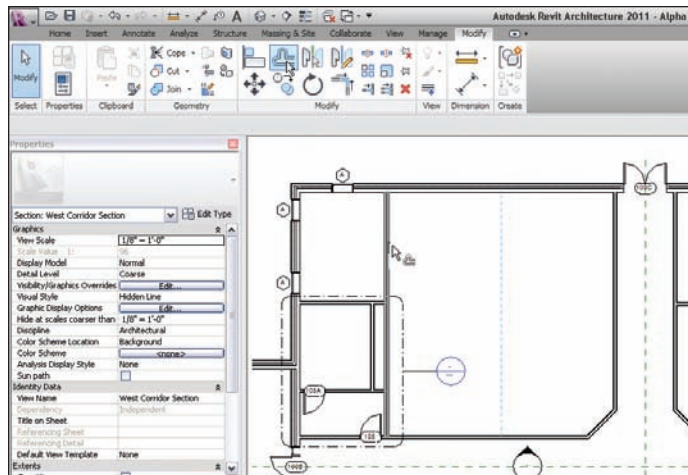 Autodesk Revit Architecture 2011 - Alpha
Home Insert Annotate Analyze Structure Massing & Site Collaborate View Manage Modify
Modify Paste Cope Cut Join
Select Properties Clipboard Geometry Modify View Dimension Create
Properties
Section: West Corridor Section Edit Type
Graphics
View Scale 1/8" = 1'-0"
Scale Value 1: 96
Display Model Normal
Detail Level Coarse
Visibility/Graphics Overrides Edit...
Visual Style Hidden Line
Graphic Display Options Edit...
Hide at scales coarser than 1/8" = 1'-0"
Discipline Architectural
Color Scheme Location Background
Color Scheme <none>
Analysis Display Style None
Sun path
Identity Data
View Name West Corridor Section
Dependency Independent
Title on Sheet
Referencing Sheet
Referencing Detail
Default View Template None
Extents
A
100C
A
A
103A
103
100B